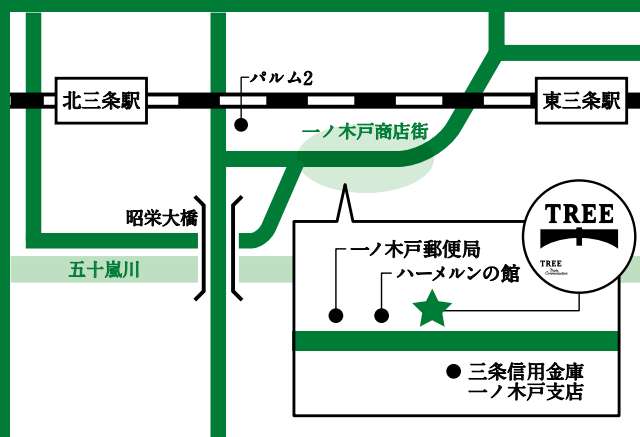 パルム2
北三条駅
東三条駅
一ノ木戸商店街
昭栄大橋
TREE
一ノ木戸郵便局
五十嵐川
ハーメルンの館
TREE
三条信用金庫
一ノ木戸支店